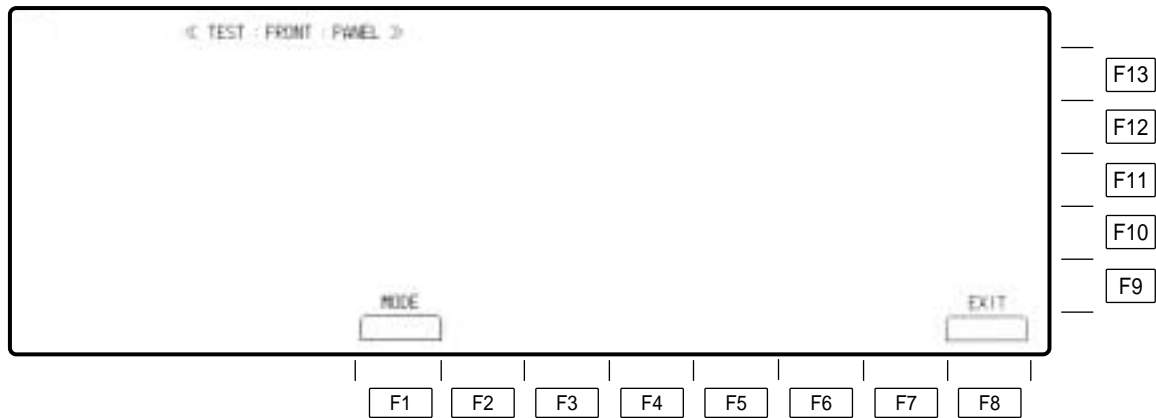 ≪ TEST : FRONT : PANEL ≫
F13
F12
F11
F10
F9
MODE EXIT
F1 F2 F3 F4 F5 F6 F7 F8